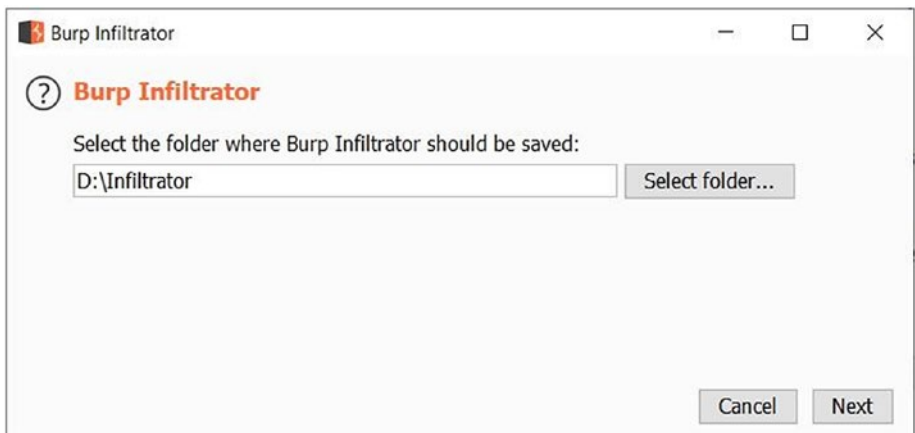 Burp Infiltrator
? Burp Infiltrator
Select the folder where Burp Infiltrator should be saved:
D:\Infiltrator Select folder...
Cancel Next